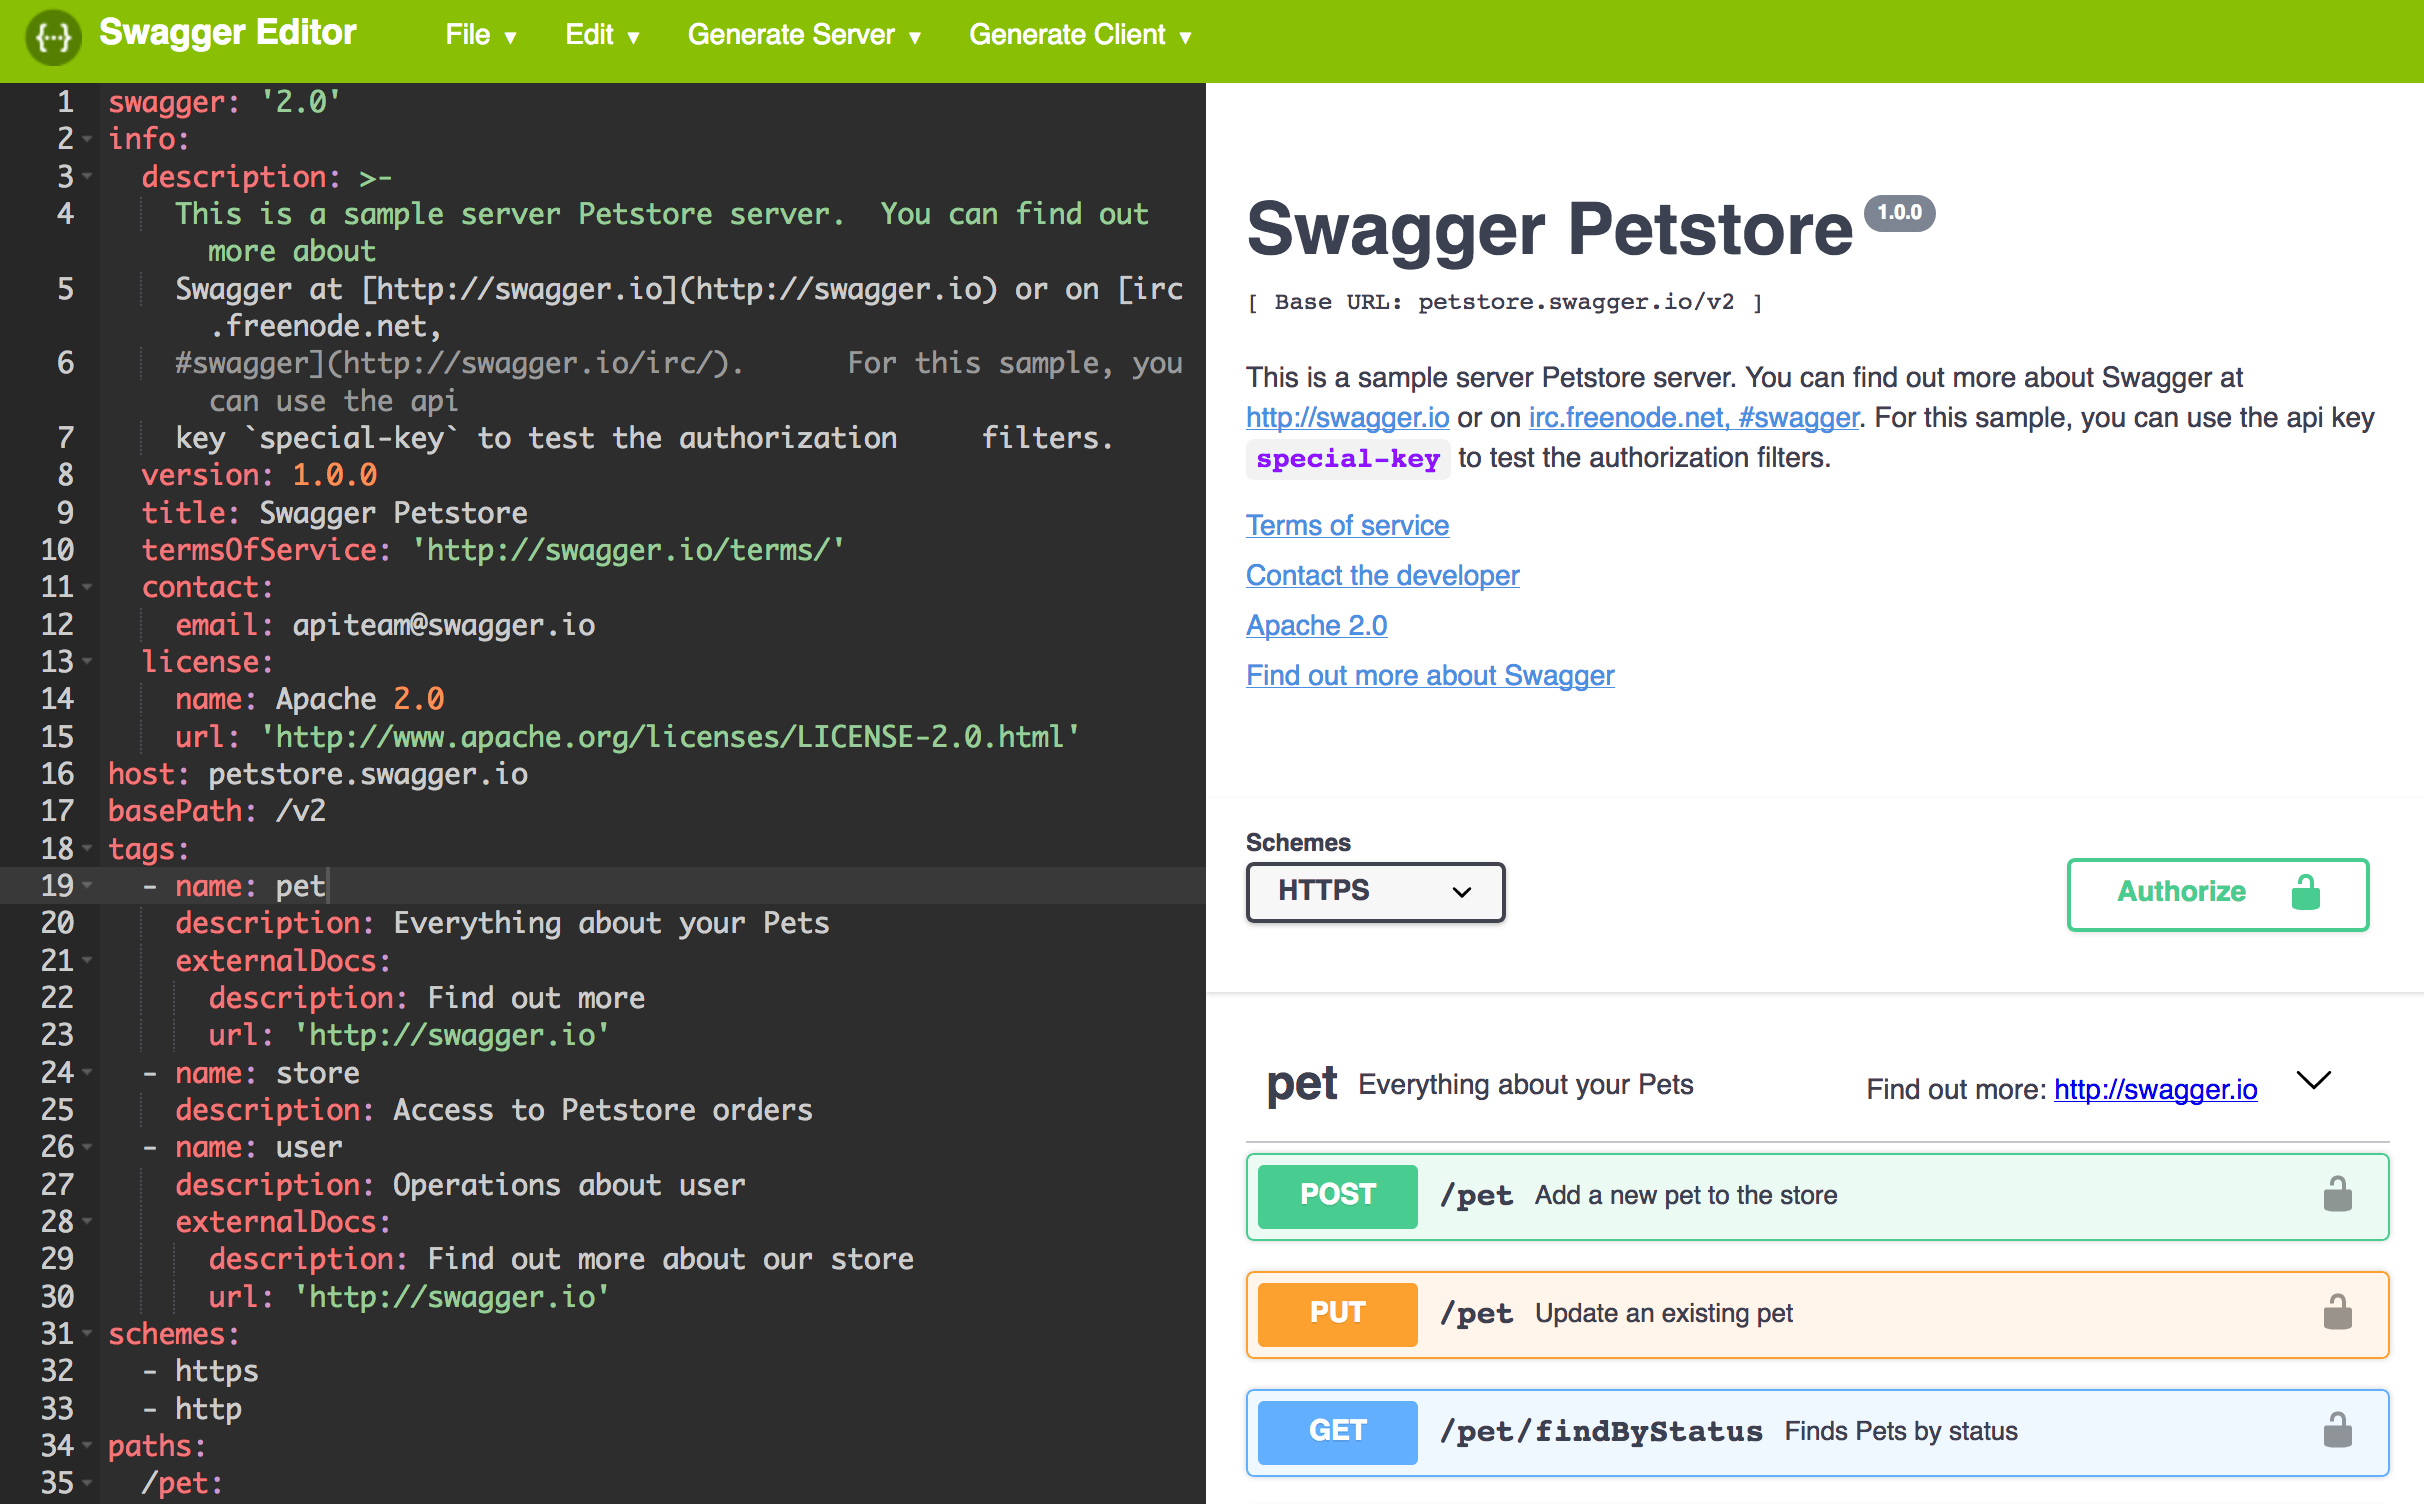 {···} Swagger Editor File ▾ Edit ▾ Generate Server ▾ Generate Client ▾
1 swagger: '2.0'
2 info:
3   description: >-
4     This is a sample server Petstore server.  You can find out
      more about
5     Swagger at [http://swagger.io](http://swagger.io) or on [irc
      .freenode.net,
6     #swagger](http://swagger.io/irc/).      For this sample, you
      can use the api
7     key `special-key` to test the authorization     filters.
8   version: 1.0.0
9   title: Swagger Petstore
10   termsOfService: 'http://swagger.io/terms/'
11   contact:
12     email: apiteam@swagger.io
13   license:
14     name: Apache 2.0
15     url: 'http://www.apache.org/licenses/LICENSE-2.0.html'
16 host: petstore.swagger.io
17 basePath: /v2
18 tags:
19   - name: pet
20     description: Everything about your Pets
21     externalDocs:
22       description: Find out more
23       url: 'http://swagger.io'
24   - name: store
25     description: Access to Petstore orders
26   - name: user
27     description: Operations about user
28     externalDocs:
29       description: Find out more about our store
30       url: 'http://swagger.io'
31 schemes:
32   - https
33   - http
34 paths:
35   /pet:
Swagger Petstore 1.0.0
[ Base URL: petstore.swagger.io/v2 ]
This is a sample server Petstore server. You can find out more about Swagger at
http://swagger.io or on irc.freenode.net, #swagger. For this sample, you can use the api key
special-key to test the authorization filters.
Terms of service
Contact the developer
Apache 2.0
Find out more about Swagger
Schemes
HTTPS
Authorize
pet Everything about your Pets Find out more: http://swagger.io
POST /pet Add a new pet to the store
PUT /pet Update an existing pet
GET /pet/findByStatus Finds Pets by status